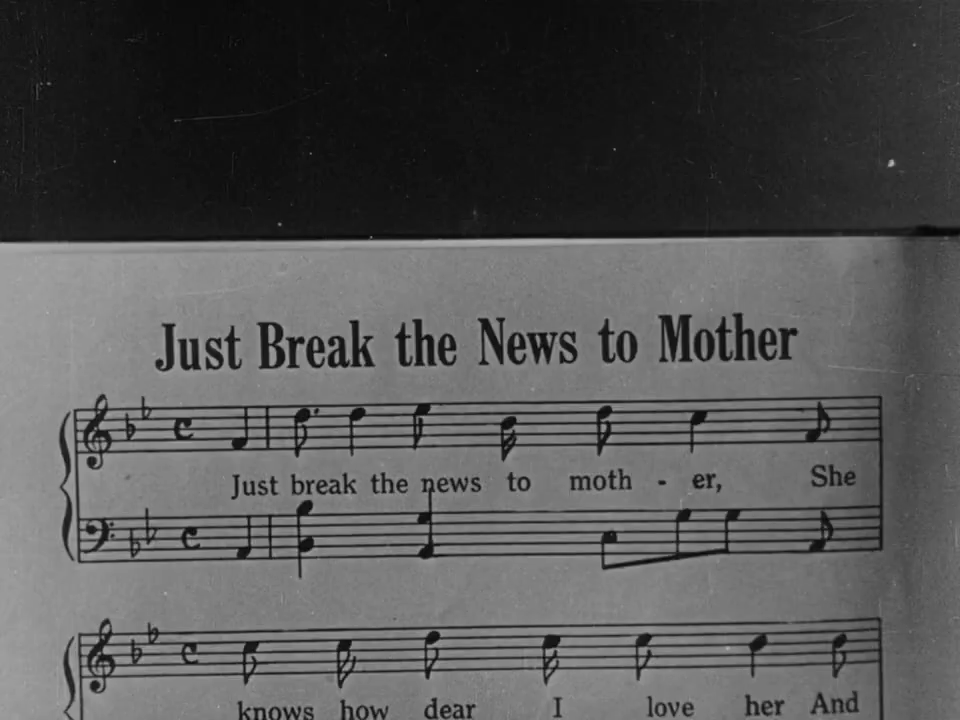 Just Break the News to Mother
Just break the news to moth - er, She
knows how dear I love her And